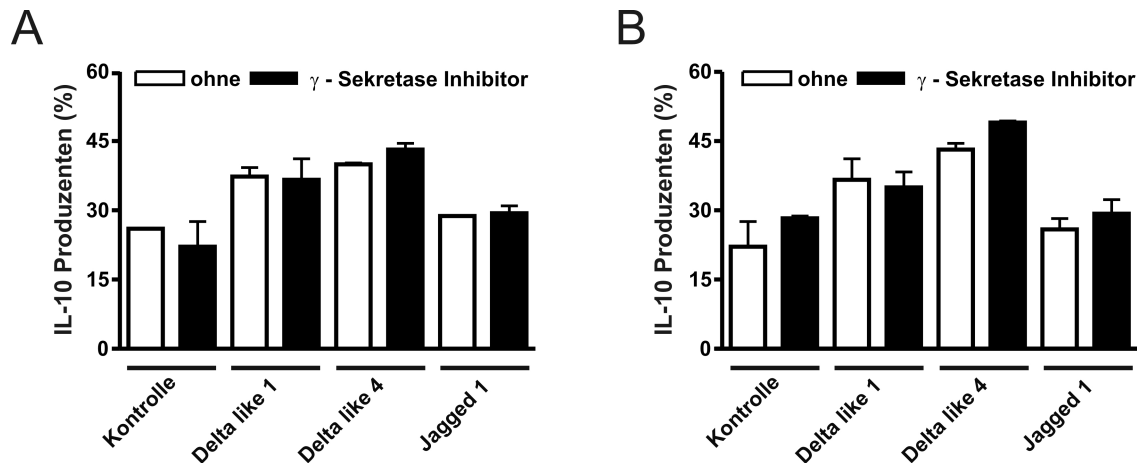 A
IL-10 Produzenten (%)
60
45
30
15
0
ohne
γ - Sekretase Inhibitor
Kontrolle
Delta like 1
Delta like 4
Jagged 1
B
IL-10 Produzenten (%)
60
45
30
15
0
ohne
γ - Sekretase Inhibitor
Kontrolle
Delta like 1
Delta like 4
Jagged 1